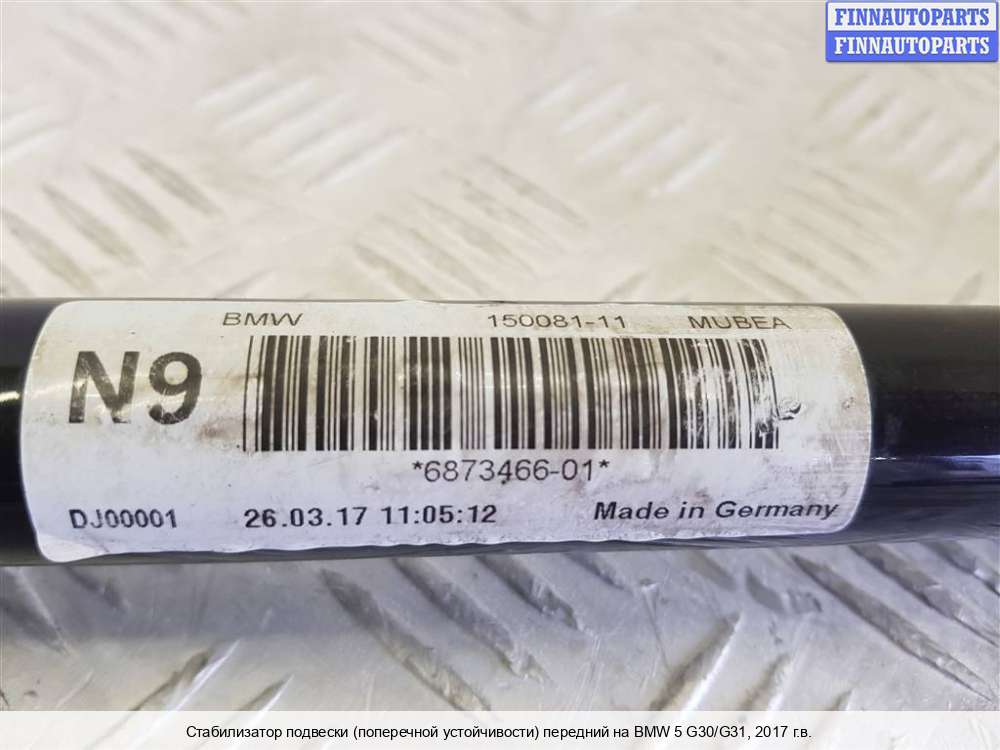 FINNAUTOPARTS
FINNAUTOPARTS
BMW 150081-11 MUBEA
N9
*6873466-01*
DJ00001 26.03.17 11:05:12 Made in Germany
Стабилизатор подвески (поперечной устойчивости) передний на BMW 5 G30/G31, 2017 г.в.